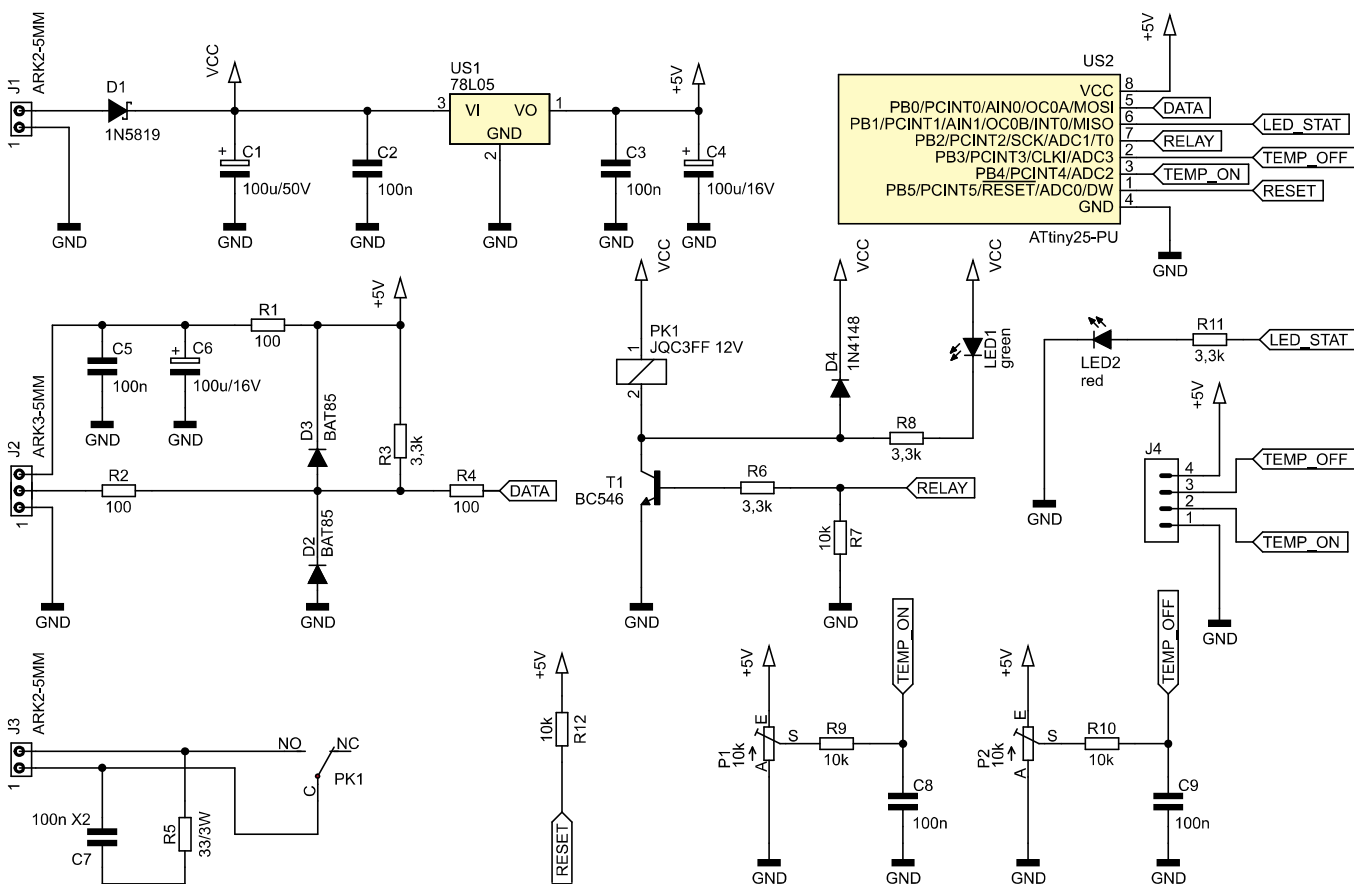 J1
ARK2-5MM
1
D1
1N5819
GND
VCC
+
C1
100u/50V
GND
C2
100n
GND
US1
78L05
3
VI
VO
1
GND
2
GND
C3
100n
GND
+5V
+
C4
100u/16V
GND
+5V
US2
VCC
8
PB0/PCINT0/AIN0/OC0A/MOSI
5
DATA
PB1/PCINT1/AIN1/OC0B/INT0/MISO
6
LED_STAT
PB2/PCINT2/SCK/ADC1/T0
7
RELAY
PB3/PCINT3/CLKI/ADC3
2
TEMP_OFF
PB4/PCINT4/ADC2
3
TEMP_ON
PB5/PCINT5/RESET/ADC0/DW
1
RESET
GND
4
ATtiny25-PU
GND
J2
ARK3-5MM
1
C5
100n
GND
+
C6
100u/16V
GND
R1
100
+5V
D3
BAT85
R3
3,3k
R2
100
R4
100
DATA
D2
BAT85
GND
GND
VCC
PK1
JQC3FF 12V
1
2
VCC
D4
1N4148
VCC
LED1
green
R8
3,3k
T1
BC546
R6
3,3k
RELAY
10k
R7
GND
GND
LED2
red
R11
3,3k
LED_STAT
GND
+5V
J4
4
3
2
1
TEMP_OFF
TEMP_ON
GND
J3
ARK2-5MM
1
NO
NC
C
PK1
100n X2
C7
R5
33/3W
+5V
10k
R12
RESET
+5V
P1
10k
E
A
S
R9
10k
TEMP_ON
C8
100n
GND
GND
+5V
P2
10k
E
A
S
R10
10k
TEMP_OFF
C9
100n
GND
GND